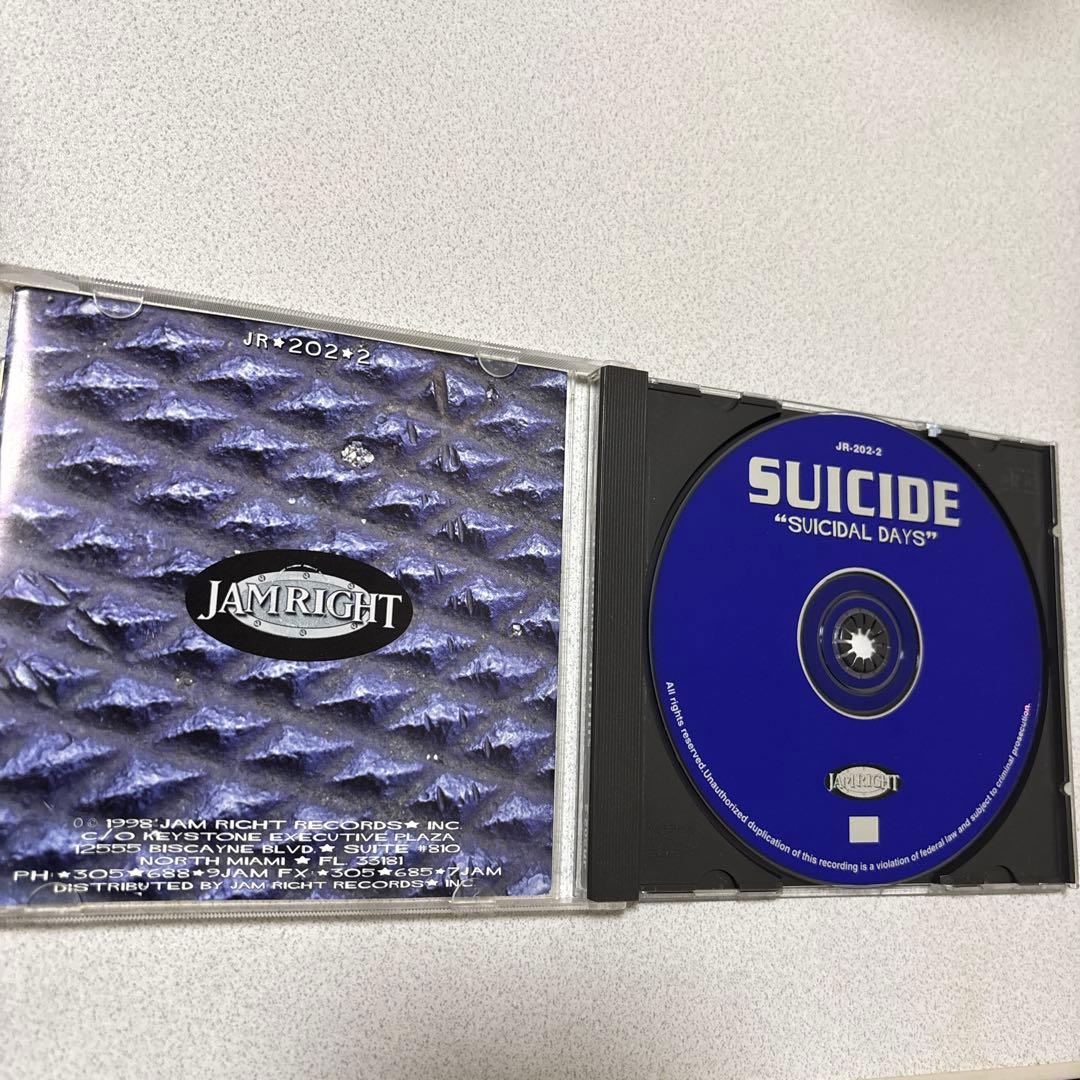 JR★202★2
JAMRIGHT
℗© 1998 JAM RIGHT RECORDS★ INC.
C/O KEYSTONE EXECUTIVE PLAZA
12555 BISCAYNE BLVD.★ SUITE #810
NORTH MIAMI ★ FL. 33181
PH:★305★688★9JAM FX:★305★685★7JAM
DISTRIBUTED BY JAM RIGHT RECORDS★ INC.
JR-202-2
SUICIDE
“SUICIDAL DAYS”
JAMRIGHT
All rights reserved.Unauthorized duplication of this recording is a violation of federal law and subject to criminal prosecution.